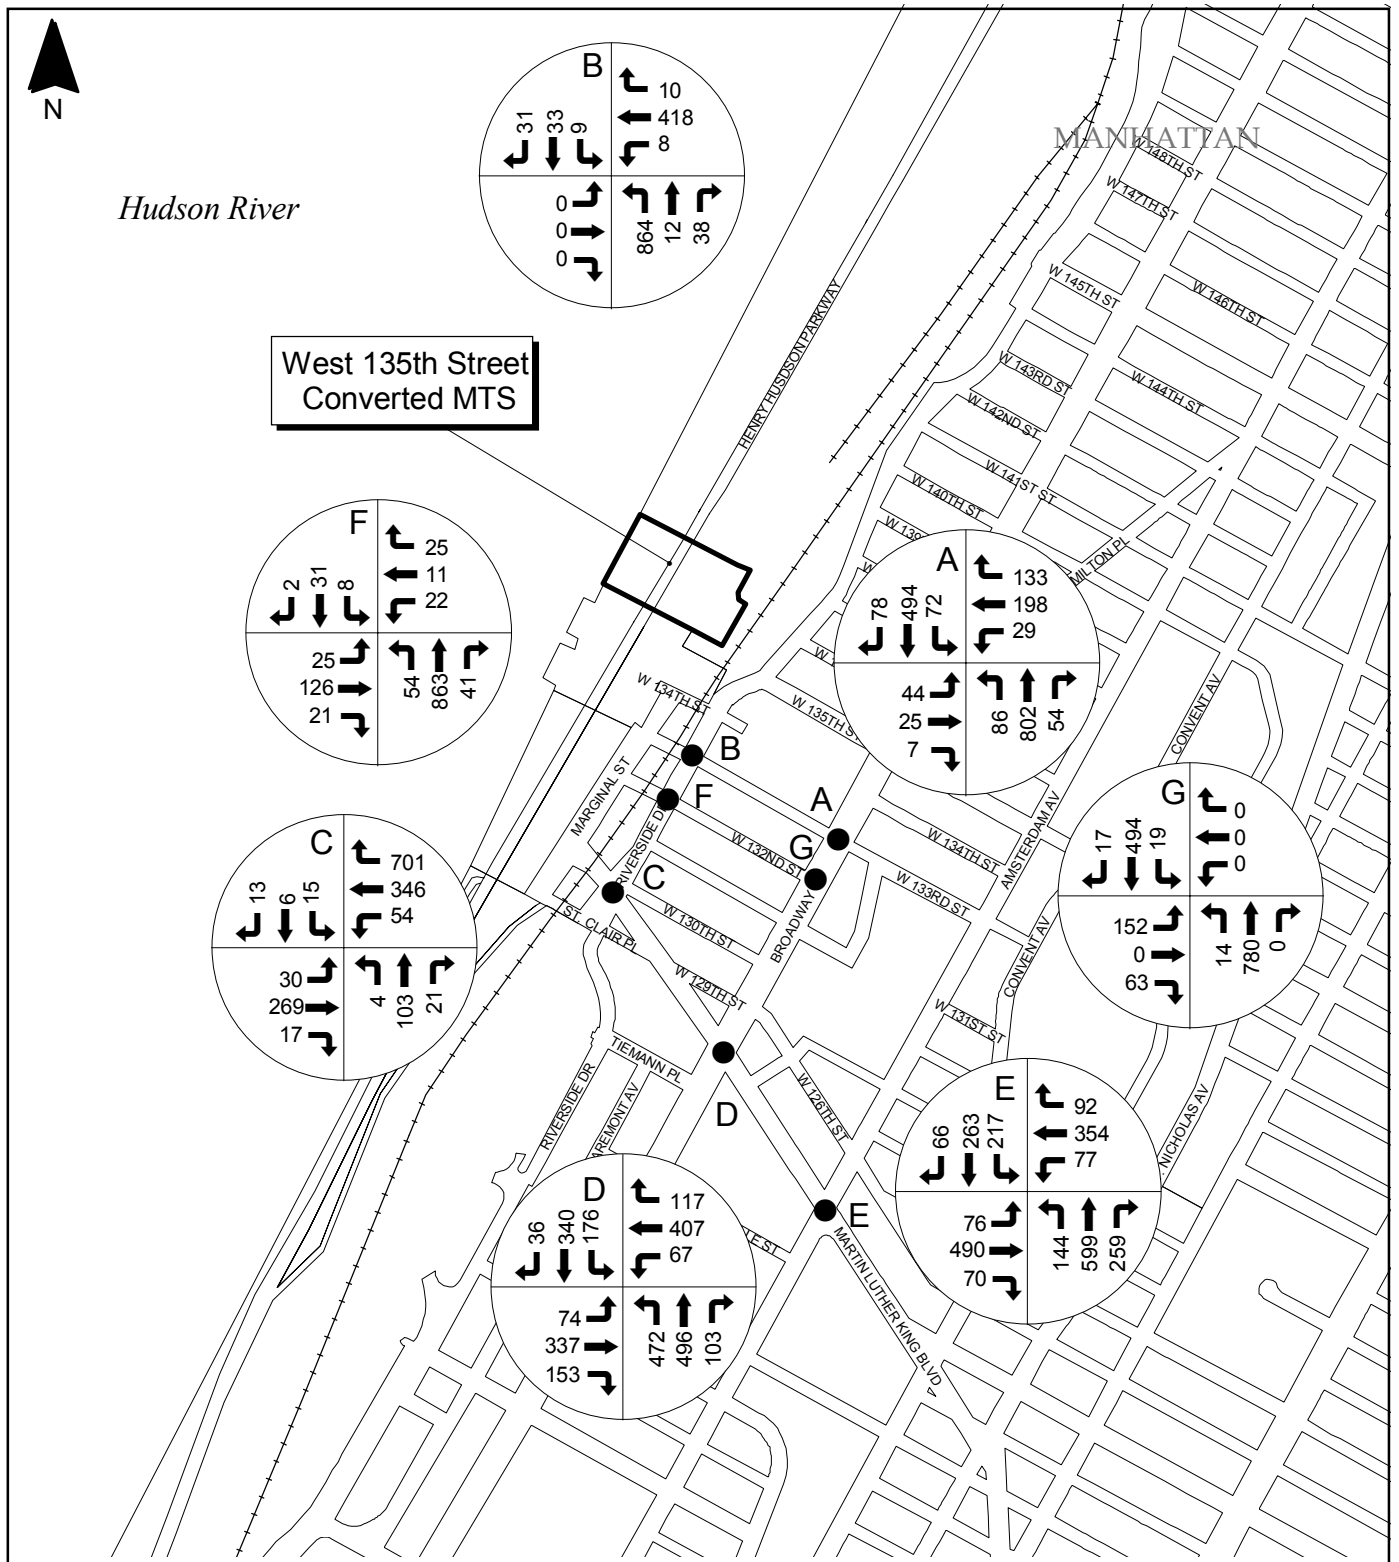 N
Hudson River
MANHATTAN
B
31
33
9
10
418
8
0
0
0
864
12
38
West 135th Street
Converted MTS
HENRY HUSDSON PARKWAY
W 148TH ST
W 147TH ST
W 145TH ST
W 146TH ST
W 143RD ST
W 144TH ST
W 142ND ST
W 141ST ST
W 140TH ST
W 139
MILTON PL
F
2
31
8
25
11
22
25
126
21
54
863
41
A
78
494
72
133
198
29
44
25
7
86
802
54
W 134TH ST
W 135TH ST
MARGINAL ST
B
F
A
G
C
RIVERSIDE DR
W 132ND ST
W 134TH ST
W 133RD ST
AMSTERDAM AV
CONVENT AV
CONVENT AV
G
17
494
19
0
0
0
152
0
63
14
780
0
C
13
6
15
701
346
54
30
269
17
4
103
21
ST. CLAIR PL
W 130TH ST
W 129TH ST
BROADWAY
W 131ST ST
TIEMANN PL
RIVERSIDE DR
AREMONT AV
W 126TH ST
NICHOLAS AV
D
E
MARTIN LUTHER KING BLVD
LE ST
D
36
340
176
117
407
67
74
337
153
472
496
103
E
66
263
217
92
354
77
76
490
70
144
599
259